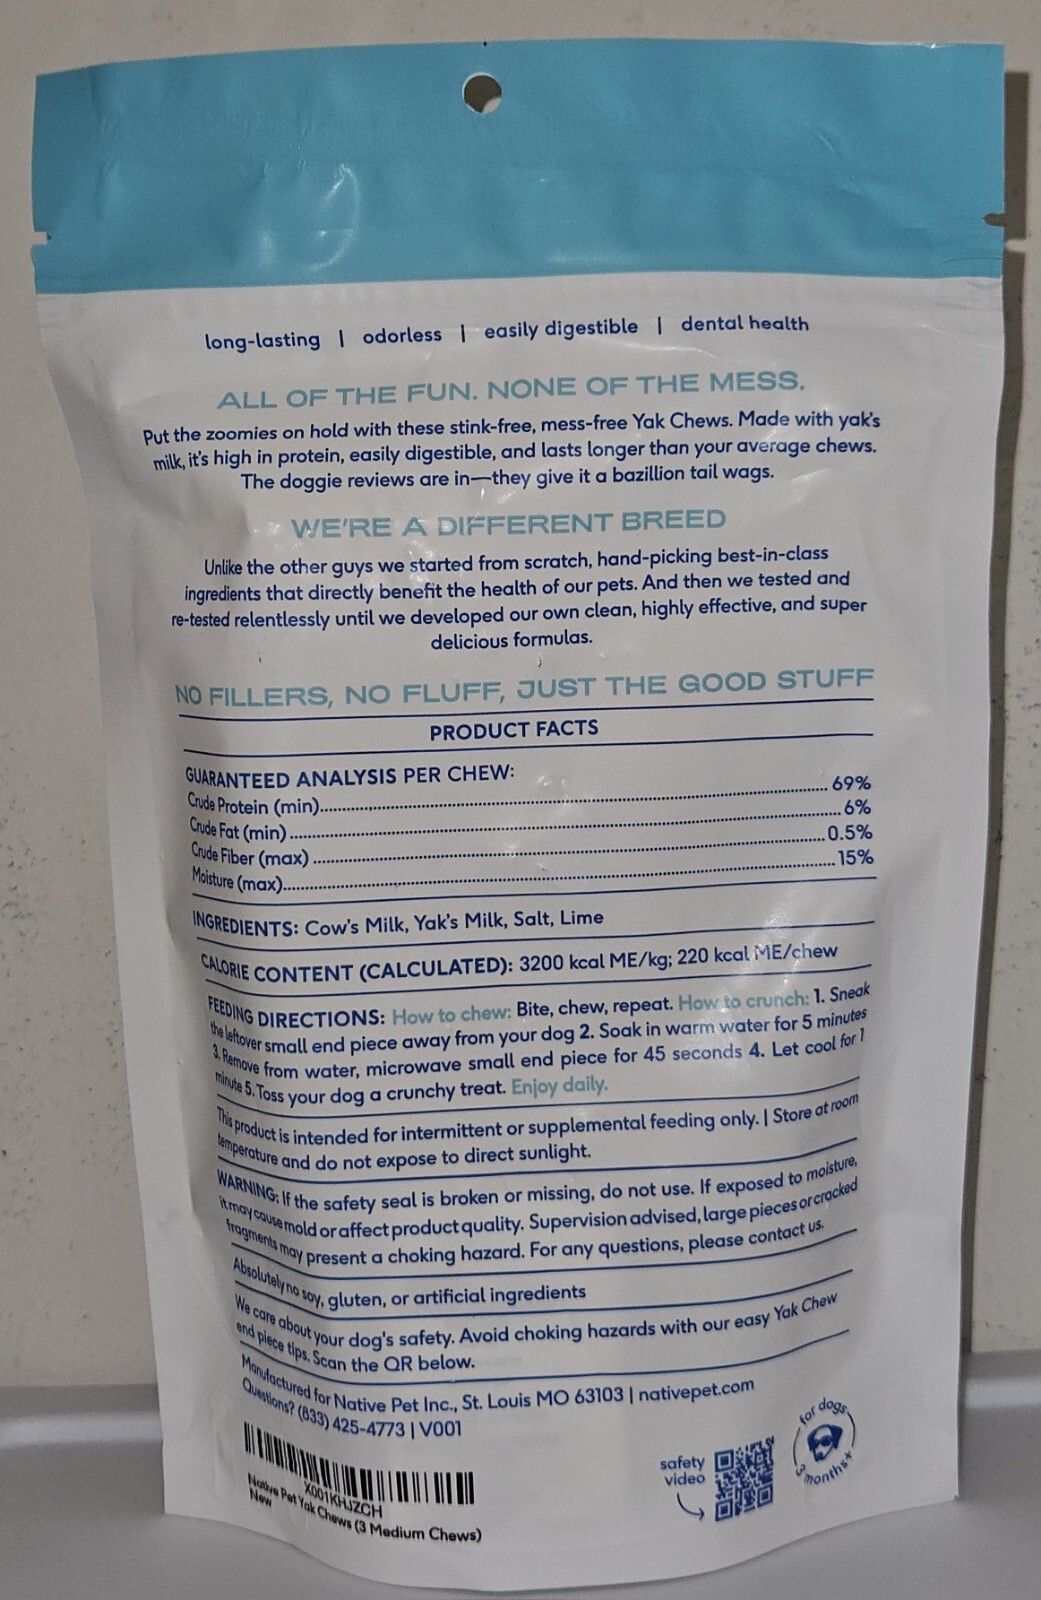 long-lasting | odorless | easily digestible | dental health
ALL OF THE FUN. NONE OF THE MESS.
Put the zoomies on hold with these stink-free, mess-free Yak Chews. Made with yak's
milk, it's high in protein, easily digestible, and lasts longer than your average chews.
The doggie reviews are in—they give it a bazillion tail wags.
WE'RE A DIFFERENT BREED
Unlike the other guys we started from scratch, hand-picking best-in-class
ingredients that directly benefit the health of our pets. And then we tested and
re-tested relentlessly until we developed our own clean, highly effective, and super
delicious formulas.
NO FILLERS, NO FLUFF, JUST THE GOOD STUFF
PRODUCT FACTS
GUARANTEED ANALYSIS PER CHEW:
Crude Protein (min)........ 69%
Crude Fat (min) ........ 6%
Crude Fiber (max) ........ 0.5%
Moisture (max)........ 15%
INGREDIENTS: Cow's Milk, Yak's Milk, Salt, Lime
CALORIE CONTENT (CALCULATED): 3200 kcal ME/kg; 220 kcal ME/chew
FEEDING DIRECTIONS: How to chew: Bite, chew, repeat. How to crunch: 1. Sneak
the leftover small end piece away from your dog 2. Soak in warm water for 5 minutes
3. Remove from water, microwave small end piece for 45 seconds 4. Let cool for 1
minute 5. Toss your dog a crunchy treat. Enjoy daily.
This product is intended for intermittent or supplemental feeding only. | Store at room
temperature and do not expose to direct sunlight.
WARNING: If the safety seal is broken or missing, do not use. If exposed to moisture,
it may cause mold or affect product quality. Supervision advised, large pieces or cracked
fragments may present a choking hazard. For any questions, please contact us.
Absolutely no soy, gluten, or artificial ingredients
We care about your dog's safety. Avoid choking hazards with our easy Yak Chew
end piece tips. Scan the QR below.
Manufactured for Native Pet Inc., St. Louis MO 63103 | nativepet.com
Questions? (833) 425-4773 | V001
X001KHJZCH
Native Pet Yak Chews (3 Medium Chews)
New
safety
video
for dogs
3 months+